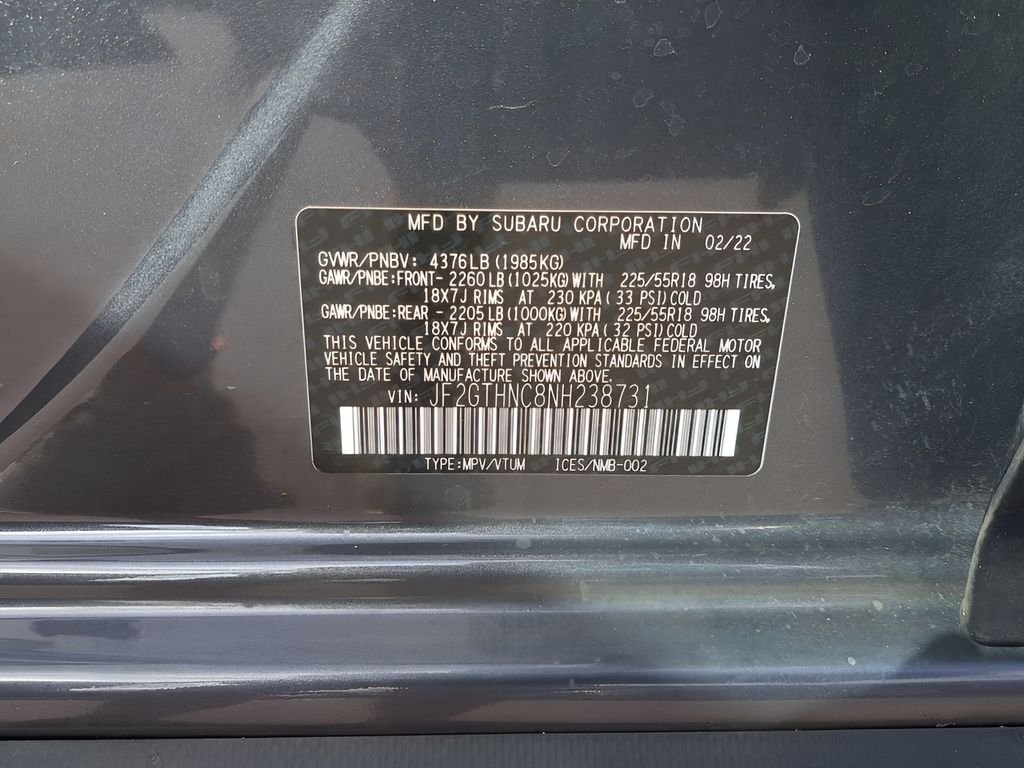 MFD BY SUBARU CORPORATION
MFD IN 02/22
GVWR/PNBV: 4376LB (1985KG)
GAWR/PNBE:FRONT- 2260 LB (1025KG) WITH 225/55R18 98H TIRES,
18X7J RIMS AT 230 KPA ( 33 PSI) COLD
GAWR/PNBE:REAR - 2205 LB (1000KG) WITH 225/55R18 98H TIRES,
18X7J RIMS AT 220 KPA ( 32 PSI) COLD
THIS VEHICLE CONFORMS TO ALL APPLICABLE FEDERAL MOTOR
VEHICLE SAFETY AND THEFT PREVENTION STANDARDS IN EFFECT ON
THE DATE OF MANUFACTURE SHOWN ABOVE.
VIN: JF2GTHNC8NH238731
TYPE:MPV/VTUM ICES/NMB-002